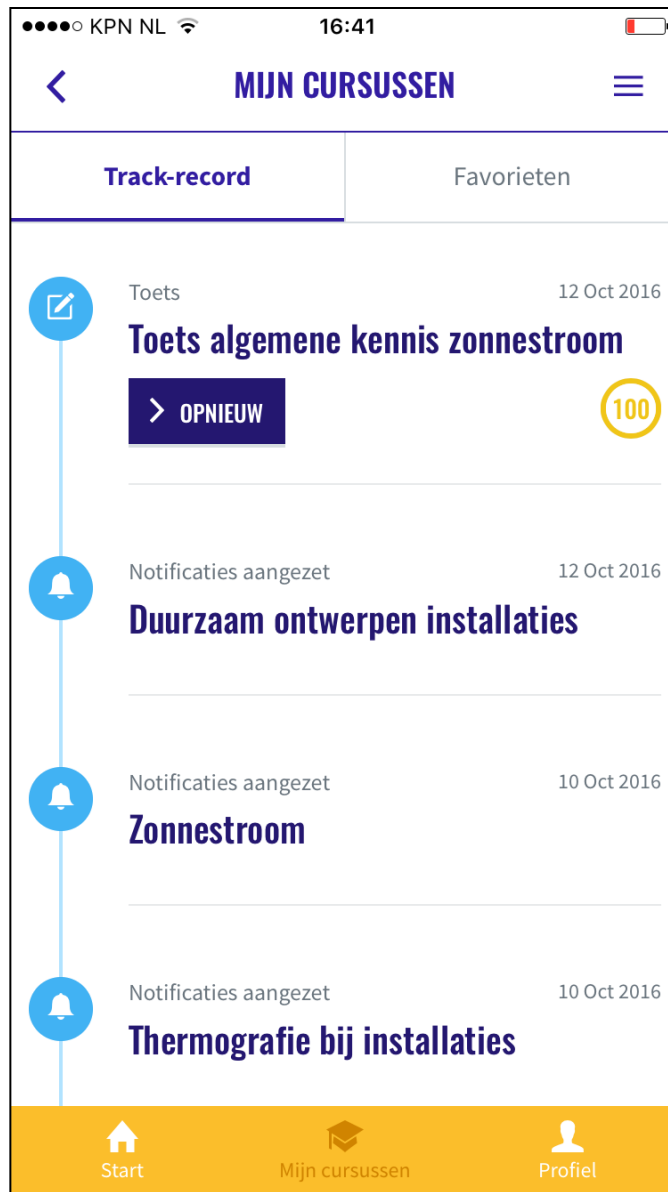 KPN NL 16:41
MIJN CURSUSSEN
Track-record Favorieten
Toets 12 Oct 2016
Toets algemene kennis zonnestroom
OPNIEUW 100
Notificaties aangezet 12 Oct 2016
Duurzaam ontwerpen installaties
Notificaties aangezet 10 Oct 2016
Zonnestroom
Notificaties aangezet 10 Oct 2016
Thermografie bij installaties
Start Mijn cursussen Profiel